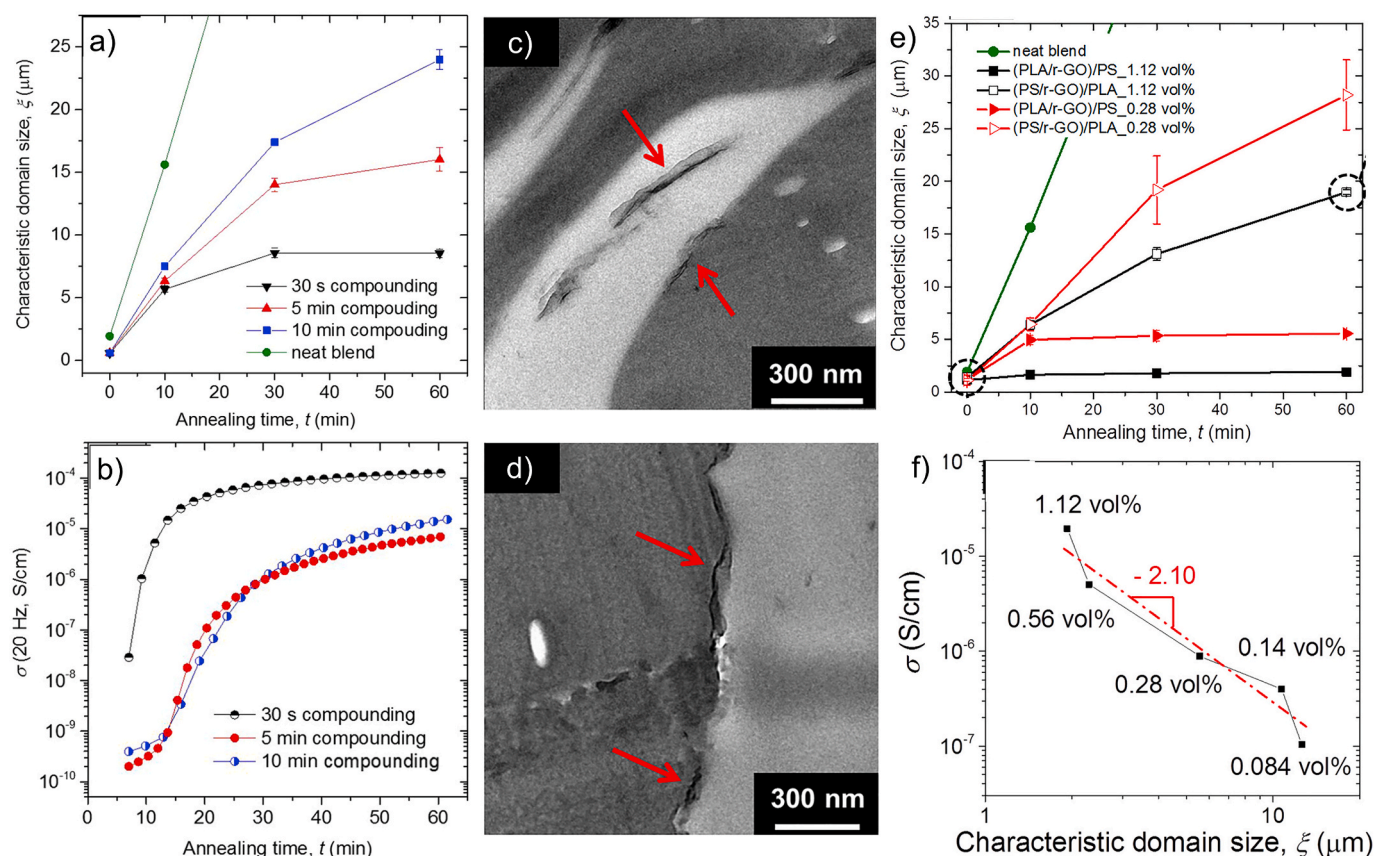 a)
Characteristic domain size, ξ (μm)
25
20
15
10
5
0
30 s compounding
5 min compouding
10 min compouding
neat blend
0 10 20 30 40 50 60
Annealing time, t (min)
b)
σ (20 Hz, S/cm)
10⁻⁴
10⁻⁵
10⁻⁶
10⁻⁷
10⁻⁸
10⁻⁹
10⁻¹⁰
30 s compounding
5 min compounding
10 min compounding
0 10 20 30 40 50 60
Annealing time, t (min)
c)
300 nm
d)
300 nm
e)
Characteristic domain size, ξ (μm)
35
30
25
20
15
10
5
0
neat blend
(PLA/r-GO)/PS_1.12 vol%
(PS/r-GO)/PLA_1.12 vol%
(PLA/r-GO)/PS_0.28 vol%
(PS/r-GO)/PLA_0.28 vol%
0 10 20 30 40 50 60
Annealing time, t (min)
f)
σ (S/cm)
10⁻⁴
10⁻⁵
10⁻⁶
10⁻⁷
1.12 vol%
- 2.10
0.56 vol%
0.14 vol%
0.28 vol%
0.084 vol%
1 10
Characteristic domain size, ξ (μm)